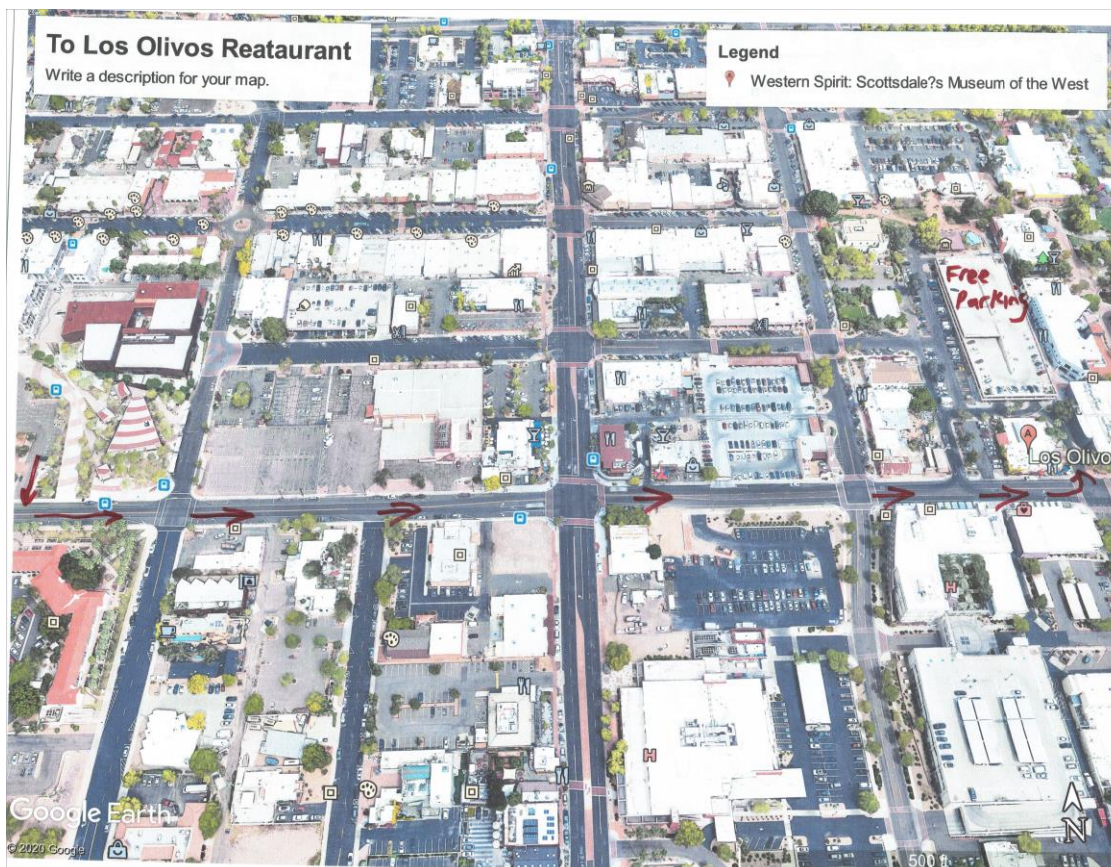 To Los Olivos Reataurant
Write a description for your map.
Legend
Western Spirit: Scottsdale?s Museum of the West
Free
Parking
A
Los Olivo
H
H
Google Earth
© 2020 Google
N
500 ft